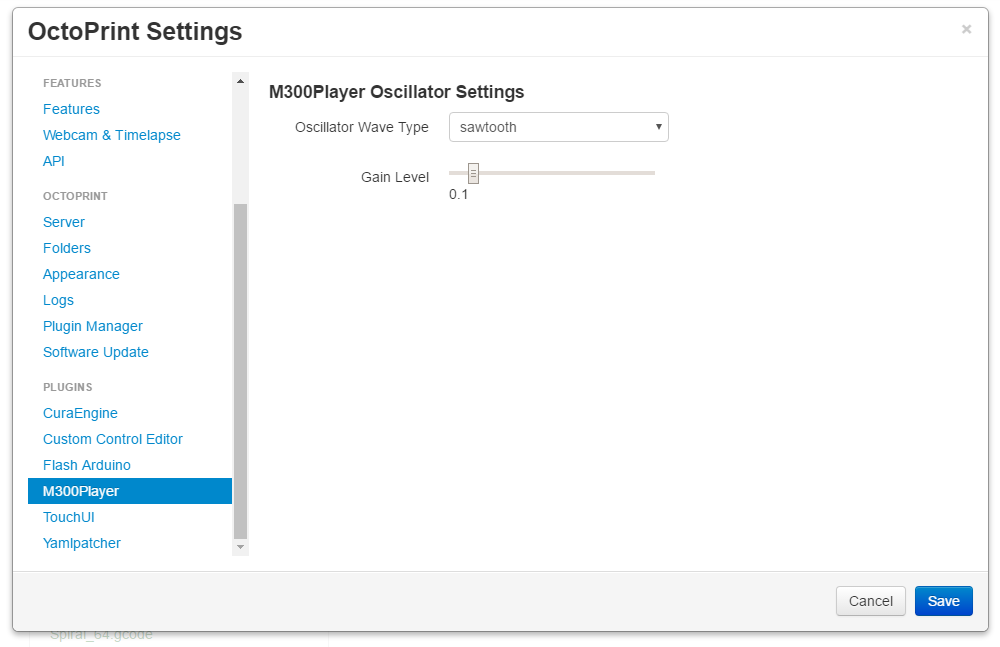 OctoPrint Settings
×
FEATURES
Features
Webcam & Timelapse
API
OCTOPRINT
Server
Folders
Appearance
Logs
Plugin Manager
Software Update
PLUGINS
CuraEngine
Custom Control Editor
Flash Arduino
M300Player
TouchUI
Yamlpatcher
M300Player Oscillator Settings
Oscillator Wave Type
sawtooth
Gain Level
0.1
Cancel
Save
Spiral_64.gcode